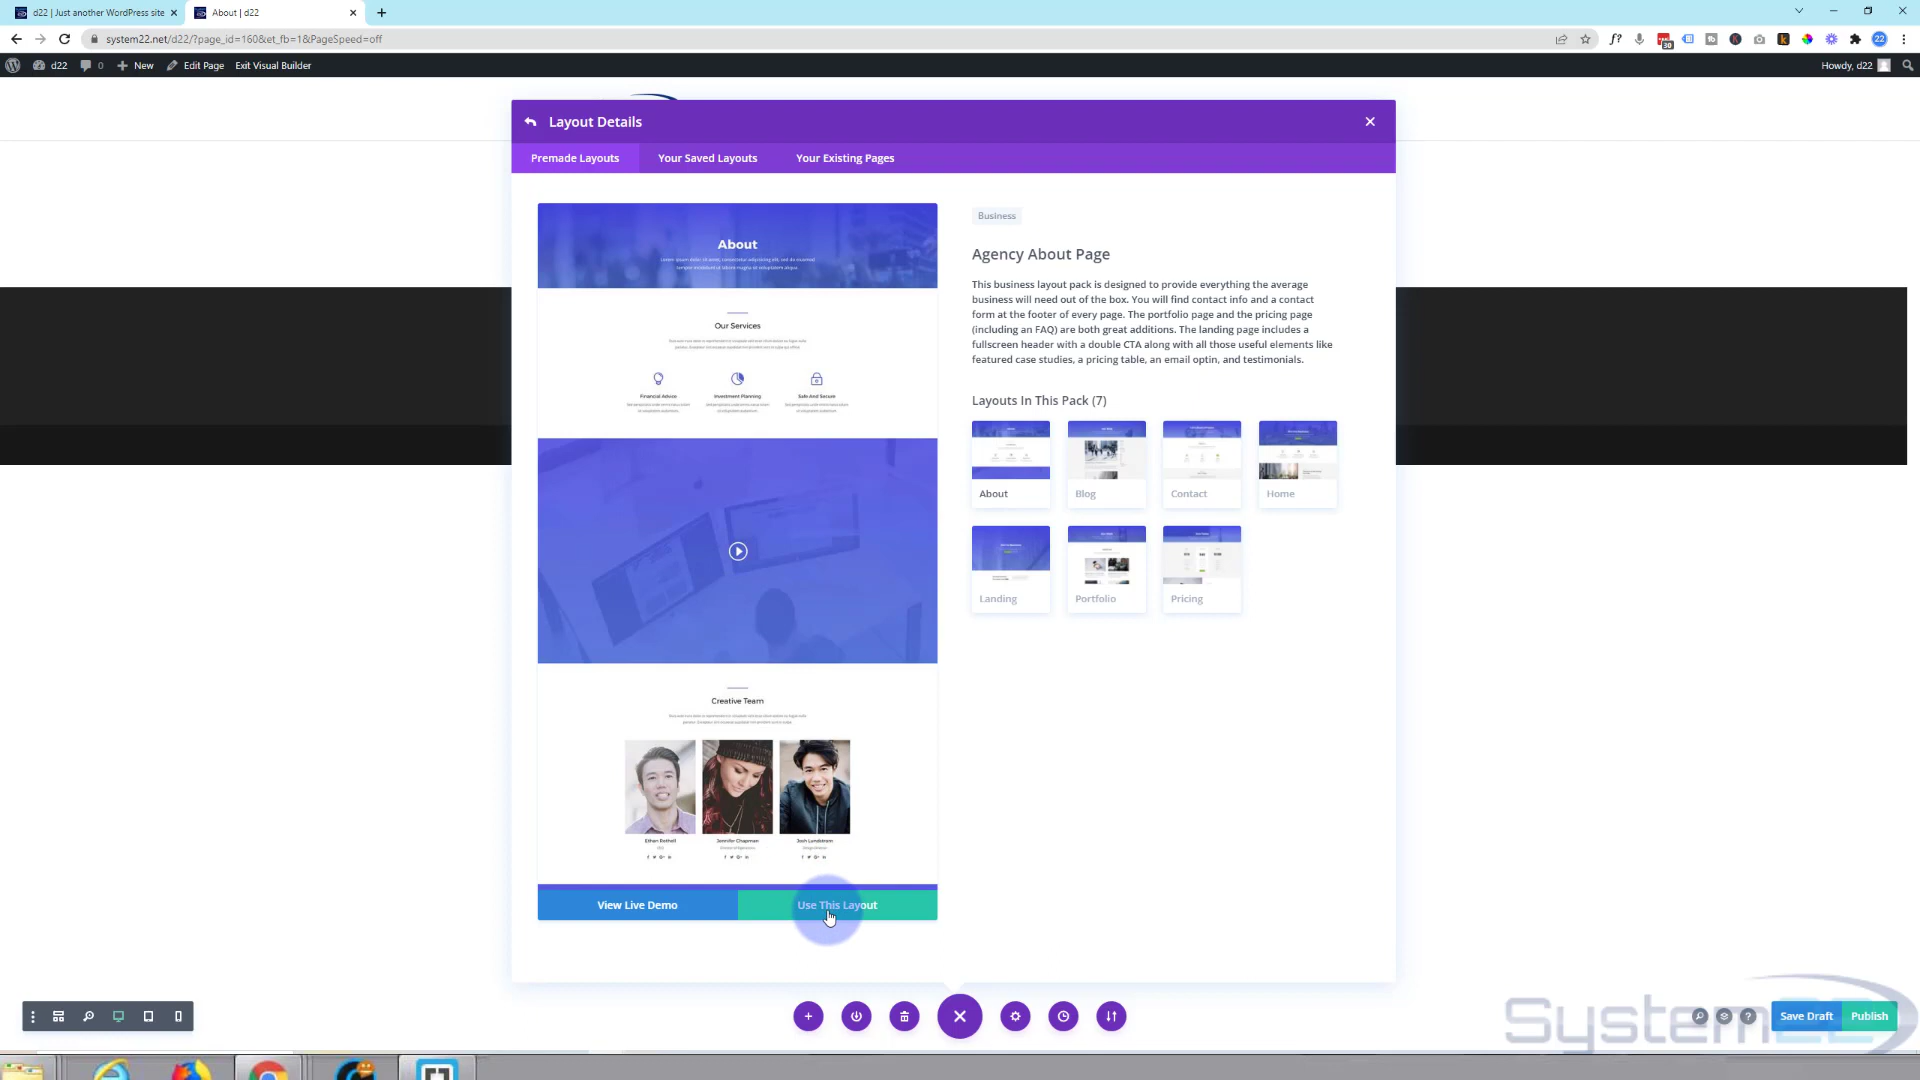 d22 | Just another WordPress site
About | d22
system22.net/d22/?page_id=160&et_fb=1&PageSpeed=off
d22
0
New
Edit Page
Exit Visual Builder
Howdy, d22
Layout Details
Premade Layouts
Your Saved Layouts
Your Existing Pages
About
Our Services
Financial Advice
Investment Planning
Safe And Secure
Creative Team
Ethan Rothell
Jennifer Chapman
Josh Lundstrom
View Live Demo
Use This Layout
Business
Agency About Page
This business layout pack is designed to provide everything the average
business will need out of the box. You will find contact info and a contact
form at the footer of every page. The portfolio page and the pricing page
(including an FAQ) are both great additions. The landing page includes a
fullscreen header with a double CTA along with all those useful elements like
featured case studies, a pricing table, an email optin, and testimonials.
Layouts In This Pack (7)
About
Blog
Contact
Home
Landing
Portfolio
Pricing
Save Draft
Publish
System22